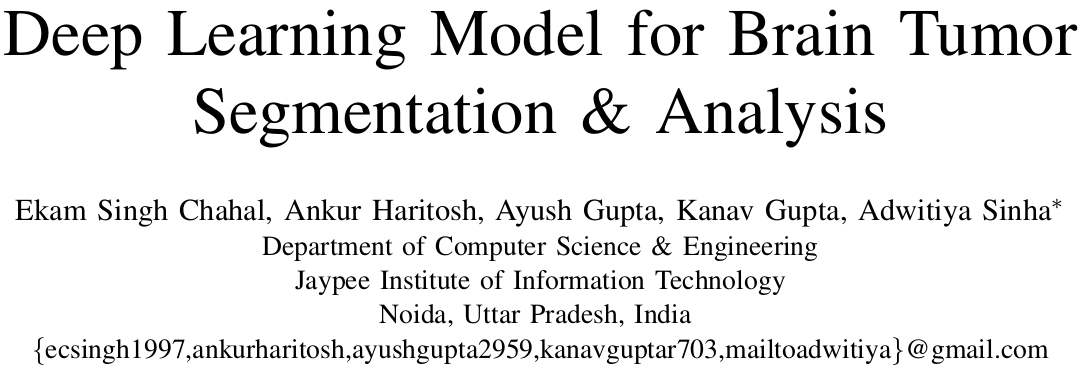 Deep Learning Model for Brain Tumor
Segmentation & Analysis
Ekam Singh Chahal, Ankur Haritosh, Ayush Gupta, Kanav Gupta, Adwitiya Sinha*
Department of Computer Science & Engineering
Jaypee Institute of Information Technology
Noida, Uttar Pradesh, India
{ecsingh1997,ankurharitosh,ayushgupta2959,kanavguptar703,mailtoadwitiya}@gmail.com